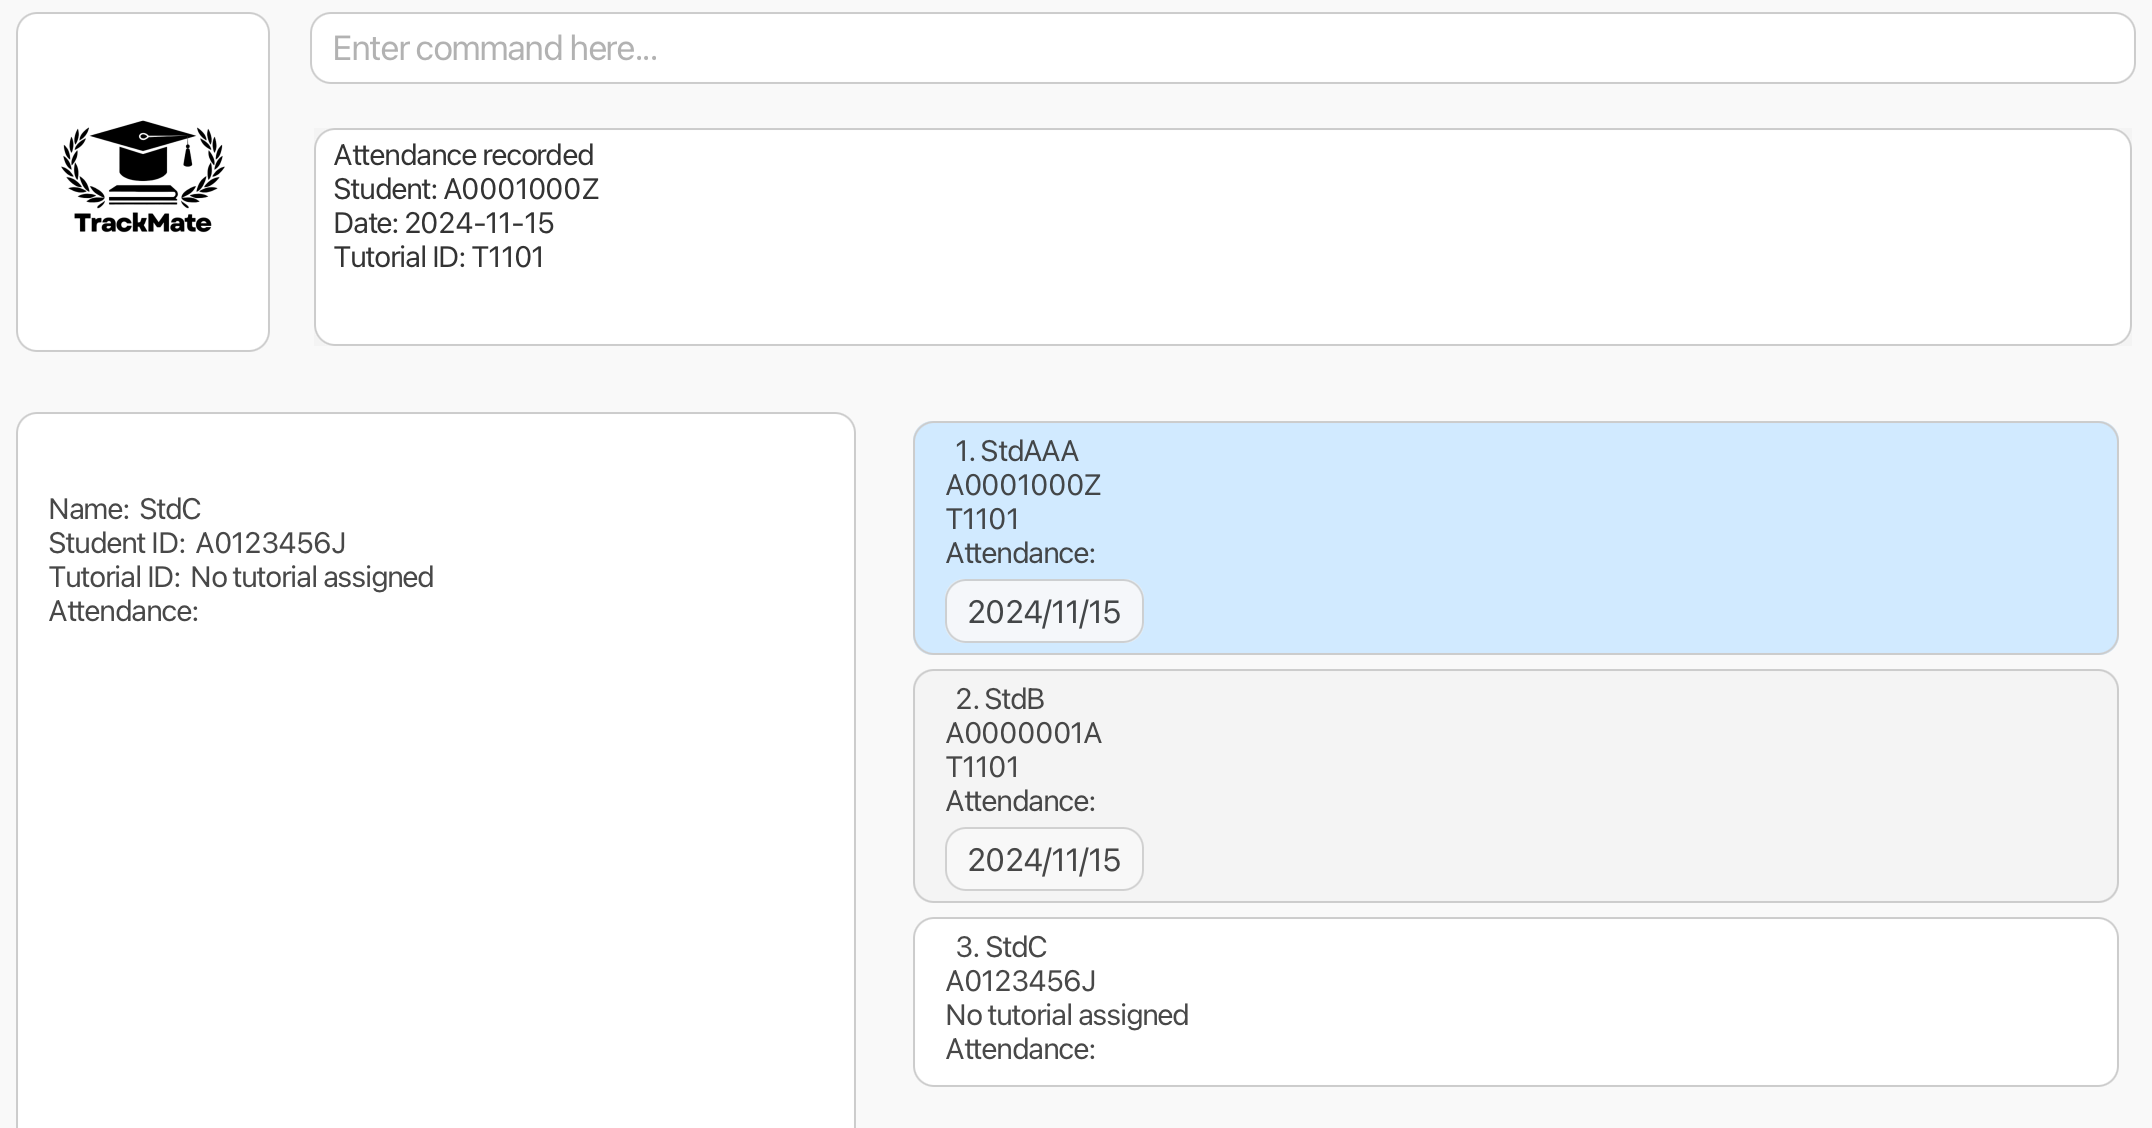 Enter command here...
TrackMate
Attendance recorded
Student: A0001000Z
Date: 2024-11-15
Tutorial ID: T1101
Name: StdC
Student ID: A0123456J
Tutorial ID: No tutorial assigned
Attendance:
1. StdAAA
A0001000Z
T1101
Attendance:
2024/11/15
2. StdB
A0000001A
T1101
Attendance:
2024/11/15
3. StdC
A0123456J
No tutorial assigned
Attendance: